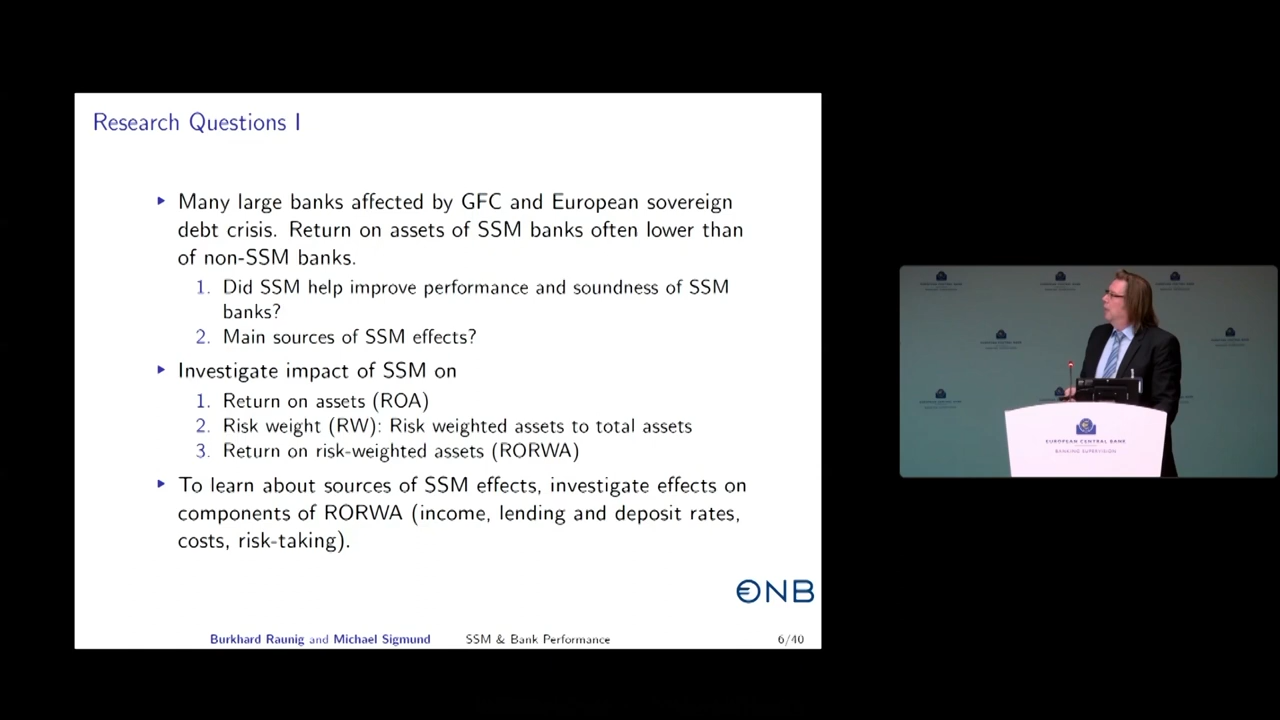 Research Questions I
Many large banks affected by GFC and European sovereign
debt crisis. Return on assets of SSM banks often lower than
of non-SSM banks.
1. Did SSM help improve performance and soundness of SSM
banks?
2. Main sources of SSM effects?
Investigate impact of SSM on
1. Return on assets (ROA)
2. Risk weight (RW): Risk weighted assets to total assets
3. Return on risk-weighted assets (RORWA)
To learn about sources of SSM effects, investigate effects on
components of RORWA (income, lending and deposit rates,
costs, risk-taking).
ONB
Burkhard Raunig and Michael Sigmund SSM & Bank Performance 6/40
EUROPEAN CENTRAL BANK
BANKING SUPERVISION